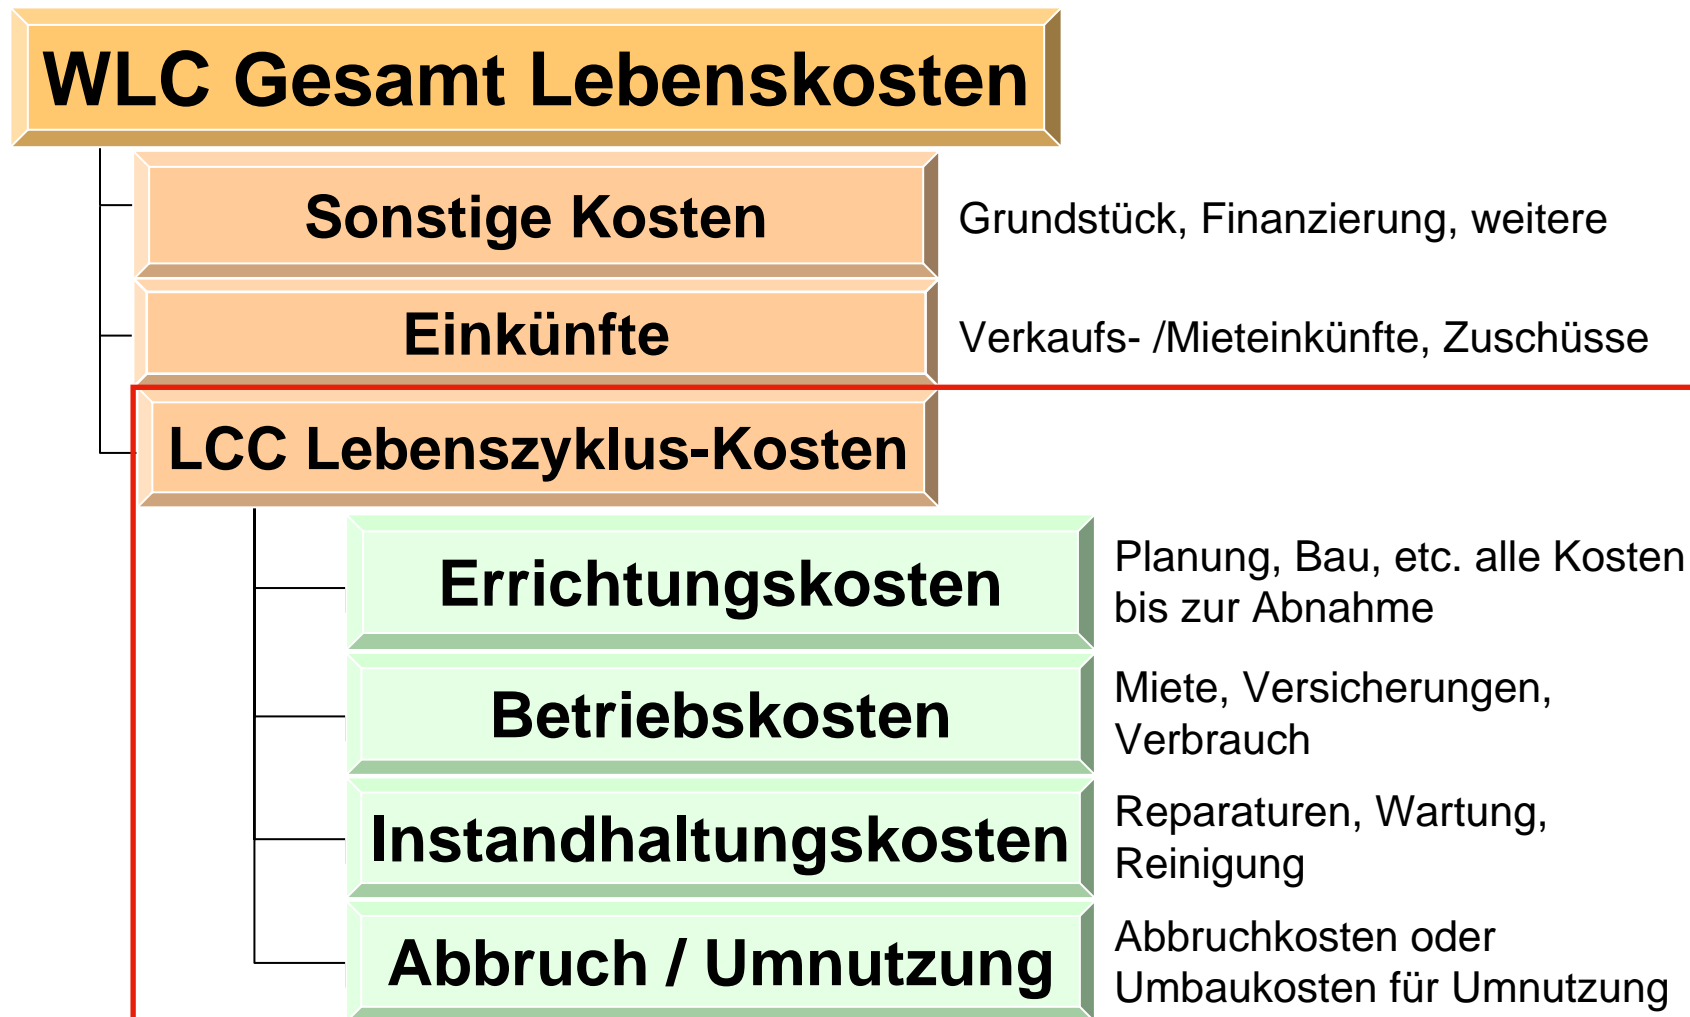 WLC Gesamt Lebenskosten
Sonstige Kosten
Grundstück, Finanzierung, weitere
Einkünfte
Verkaufs- /Mieteinkünfte, Zuschüsse
LCC Lebenszyklus-Kosten
Errichtungskosten
Planung, Bau, etc. alle Kosten
bis zur Abnahme
Betriebskosten
Miete, Versicherungen,
Verbrauch
Instandhaltungskosten
Reparaturen, Wartung,
Reinigung
Abbruch / Umnutzung
Abbruchkosten oder
Umbaukosten für Umnutzung